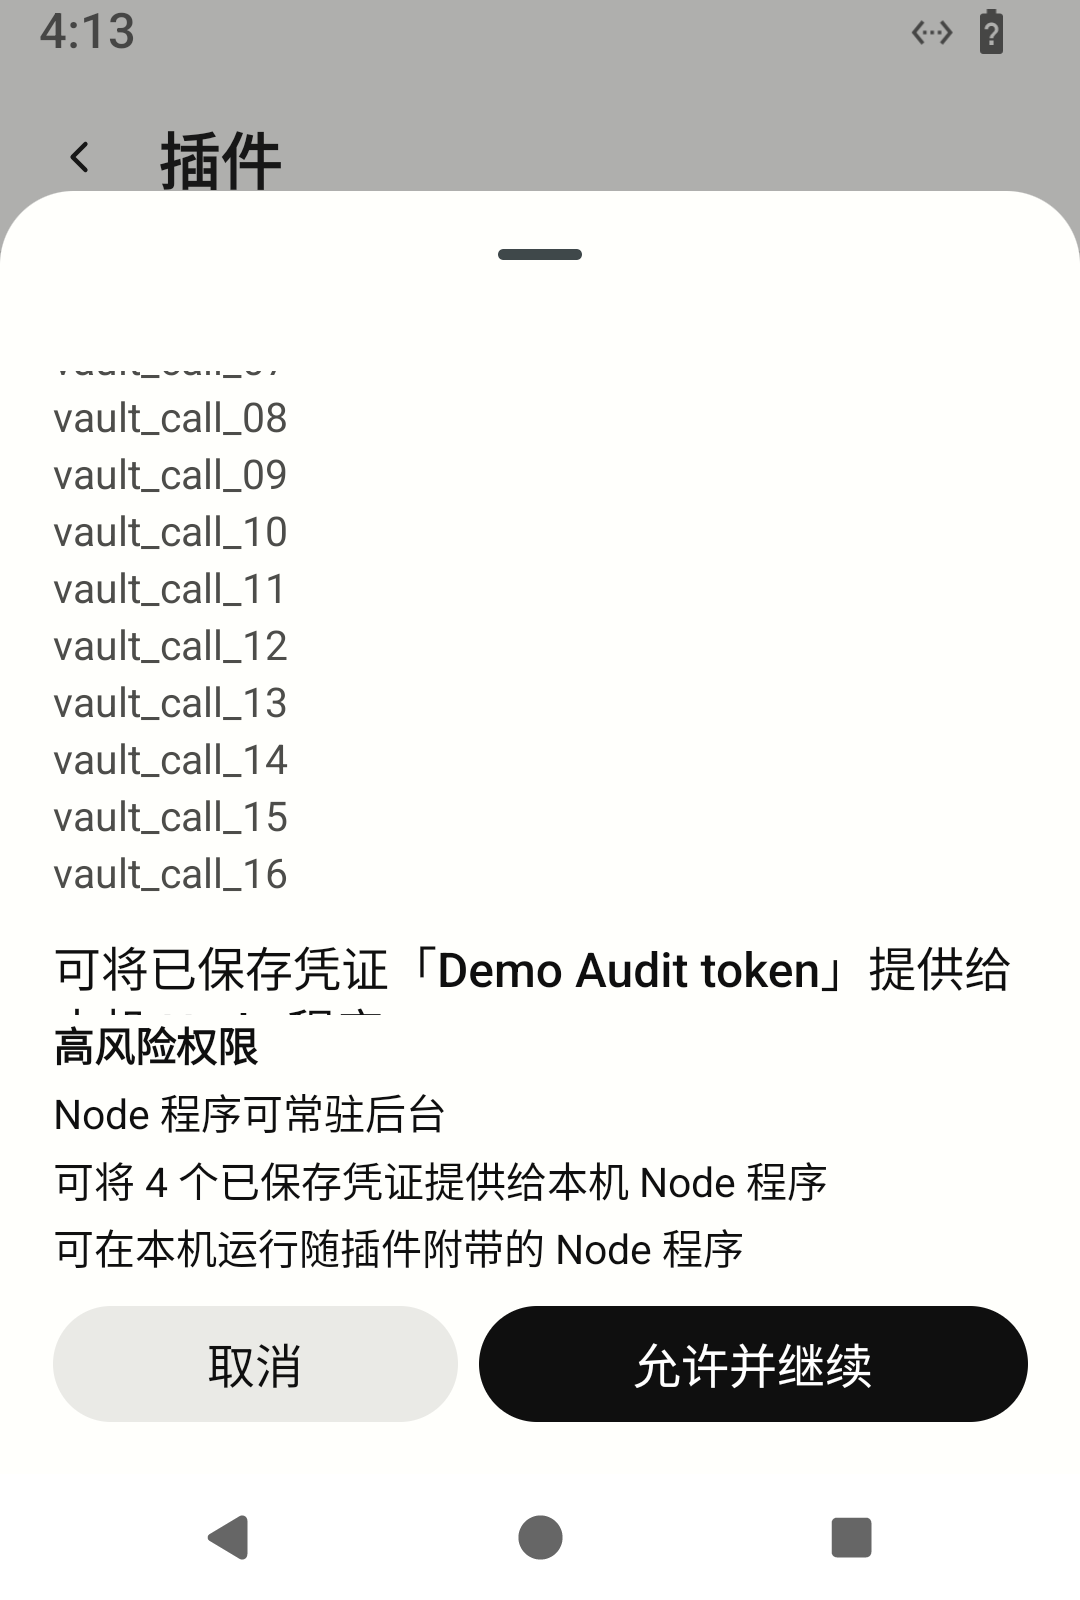 4:13
插件
vault_call_08
vault_call_09
vault_call_10
vault_call_11
vault_call_12
vault_call_13
vault_call_14
vault_call_15
vault_call_16
可将已保存凭证「Demo Audit token」提供给
高风险权限
Node 程序可常驻后台
可将 4 个已保存凭证提供给本机 Node 程序
可在本机运行随插件附带的 Node 程序
取消
允许并继续